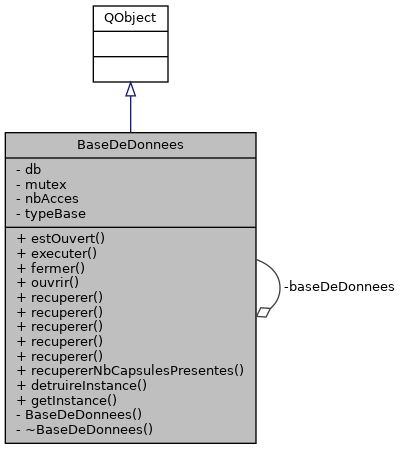 QObject
BaseDeDonnees
- db
- mutex
- nbAcces
- typeBase
+ estOuvert()
+ executer()
+ fermer()
+ ouvrir()
+ recuperer()
+ recuperer()
+ recuperer()
+ recuperer()
+ recuperer()
+ recupererNbCapsulesPresentes()
+ detruireInstance()
+ getInstance()
- BaseDeDonnees()
- ~BaseDeDonnees()
-baseDeDonnees